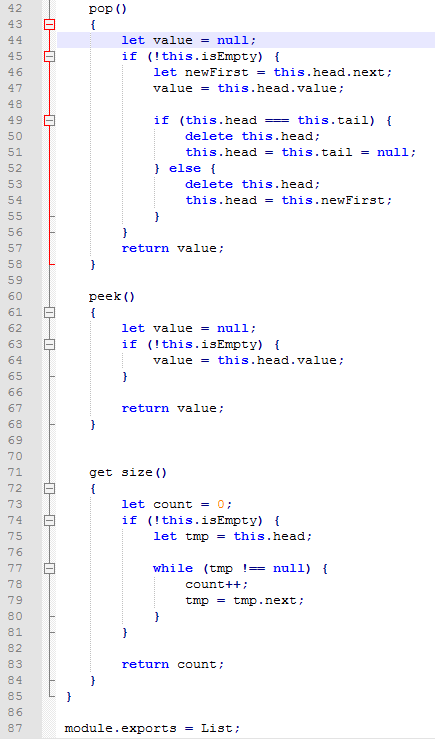 42 pop()
43 {
44 let value = null;
45 if (!this.isEmpty) {
46 let newFirst = this.head.next;
47 value = this.head.value;
48
49 if (this.head === this.tail) {
50 delete this.head;
51 this.head = this.tail = null;
52 } else {
53 delete this.head;
54 this.head = this.newFirst;
55 }
56 }
57 return value;
58 }
59
60 peek()
61 {
62 let value = null;
63 if (!this.isEmpty) {
64 value = this.head.value;
65 }
66
67 return value;
68 }
69
70
71 get size()
72 {
73 let count = 0;
74 if (!this.isEmpty) {
75 let tmp = this.head;
76
77 while (tmp !== null) {
78 count++;
79 tmp = tmp.next;
80 }
81 }
82
83 return count;
84 }
85 }
86
87 module.exports = List;